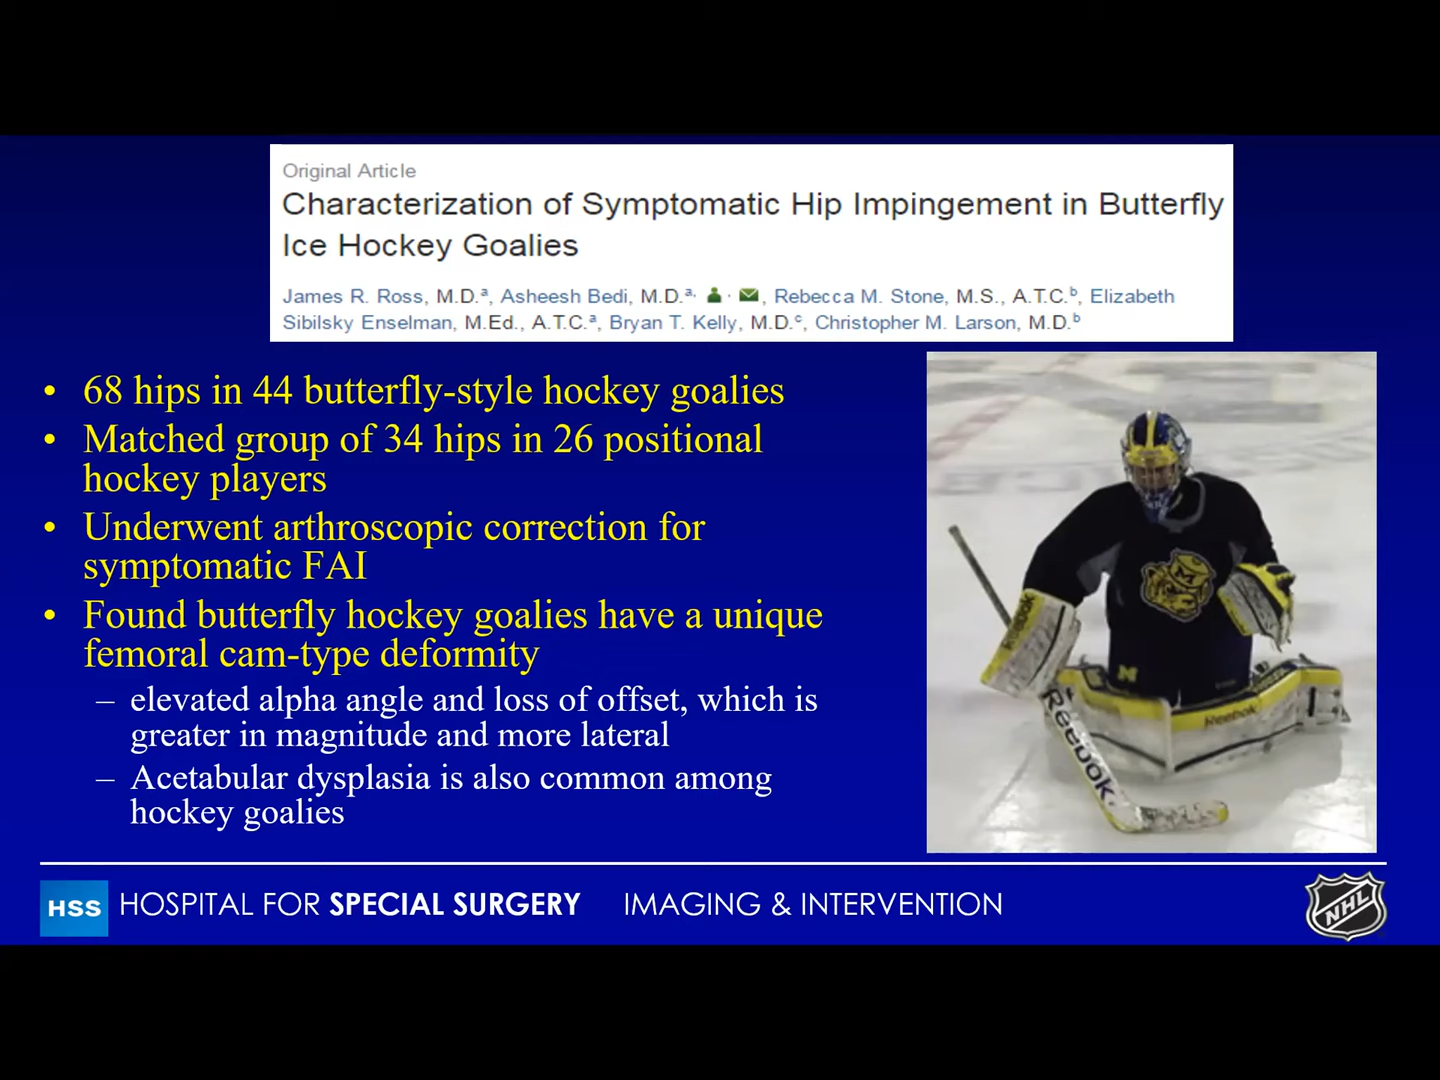 Original Article
Characterization of Symptomatic Hip Impingement in Butterfly
Ice Hockey Goalies
James R. Ross, M.D.ᵃ, Asheesh Bedi, M.D.ᵃ, Rebecca M. Stone, M.S., A.T.C.ᵇ, Elizabeth
Sibilsky Enselman, M.Ed., A.T.C.ᵃ, Bryan T. Kelly, M.D.ᶜ, Christopher M. Larson, M.D.ᵇ
• 68 hips in 44 butterfly-style hockey goalies
• Matched group of 34 hips in 26 positional
hockey players
• Underwent arthroscopic correction for
symptomatic FAI
• Found butterfly hockey goalies have a unique
femoral cam-type deformity
– elevated alpha angle and loss of offset, which is
greater in magnitude and more lateral
– Acetabular dysplasia is also common among
hockey goalies
M
Reebok
M
Reebok
Reebok
HSS HOSPITAL FOR SPECIAL SURGERY IMAGING & INTERVENTION
NHL